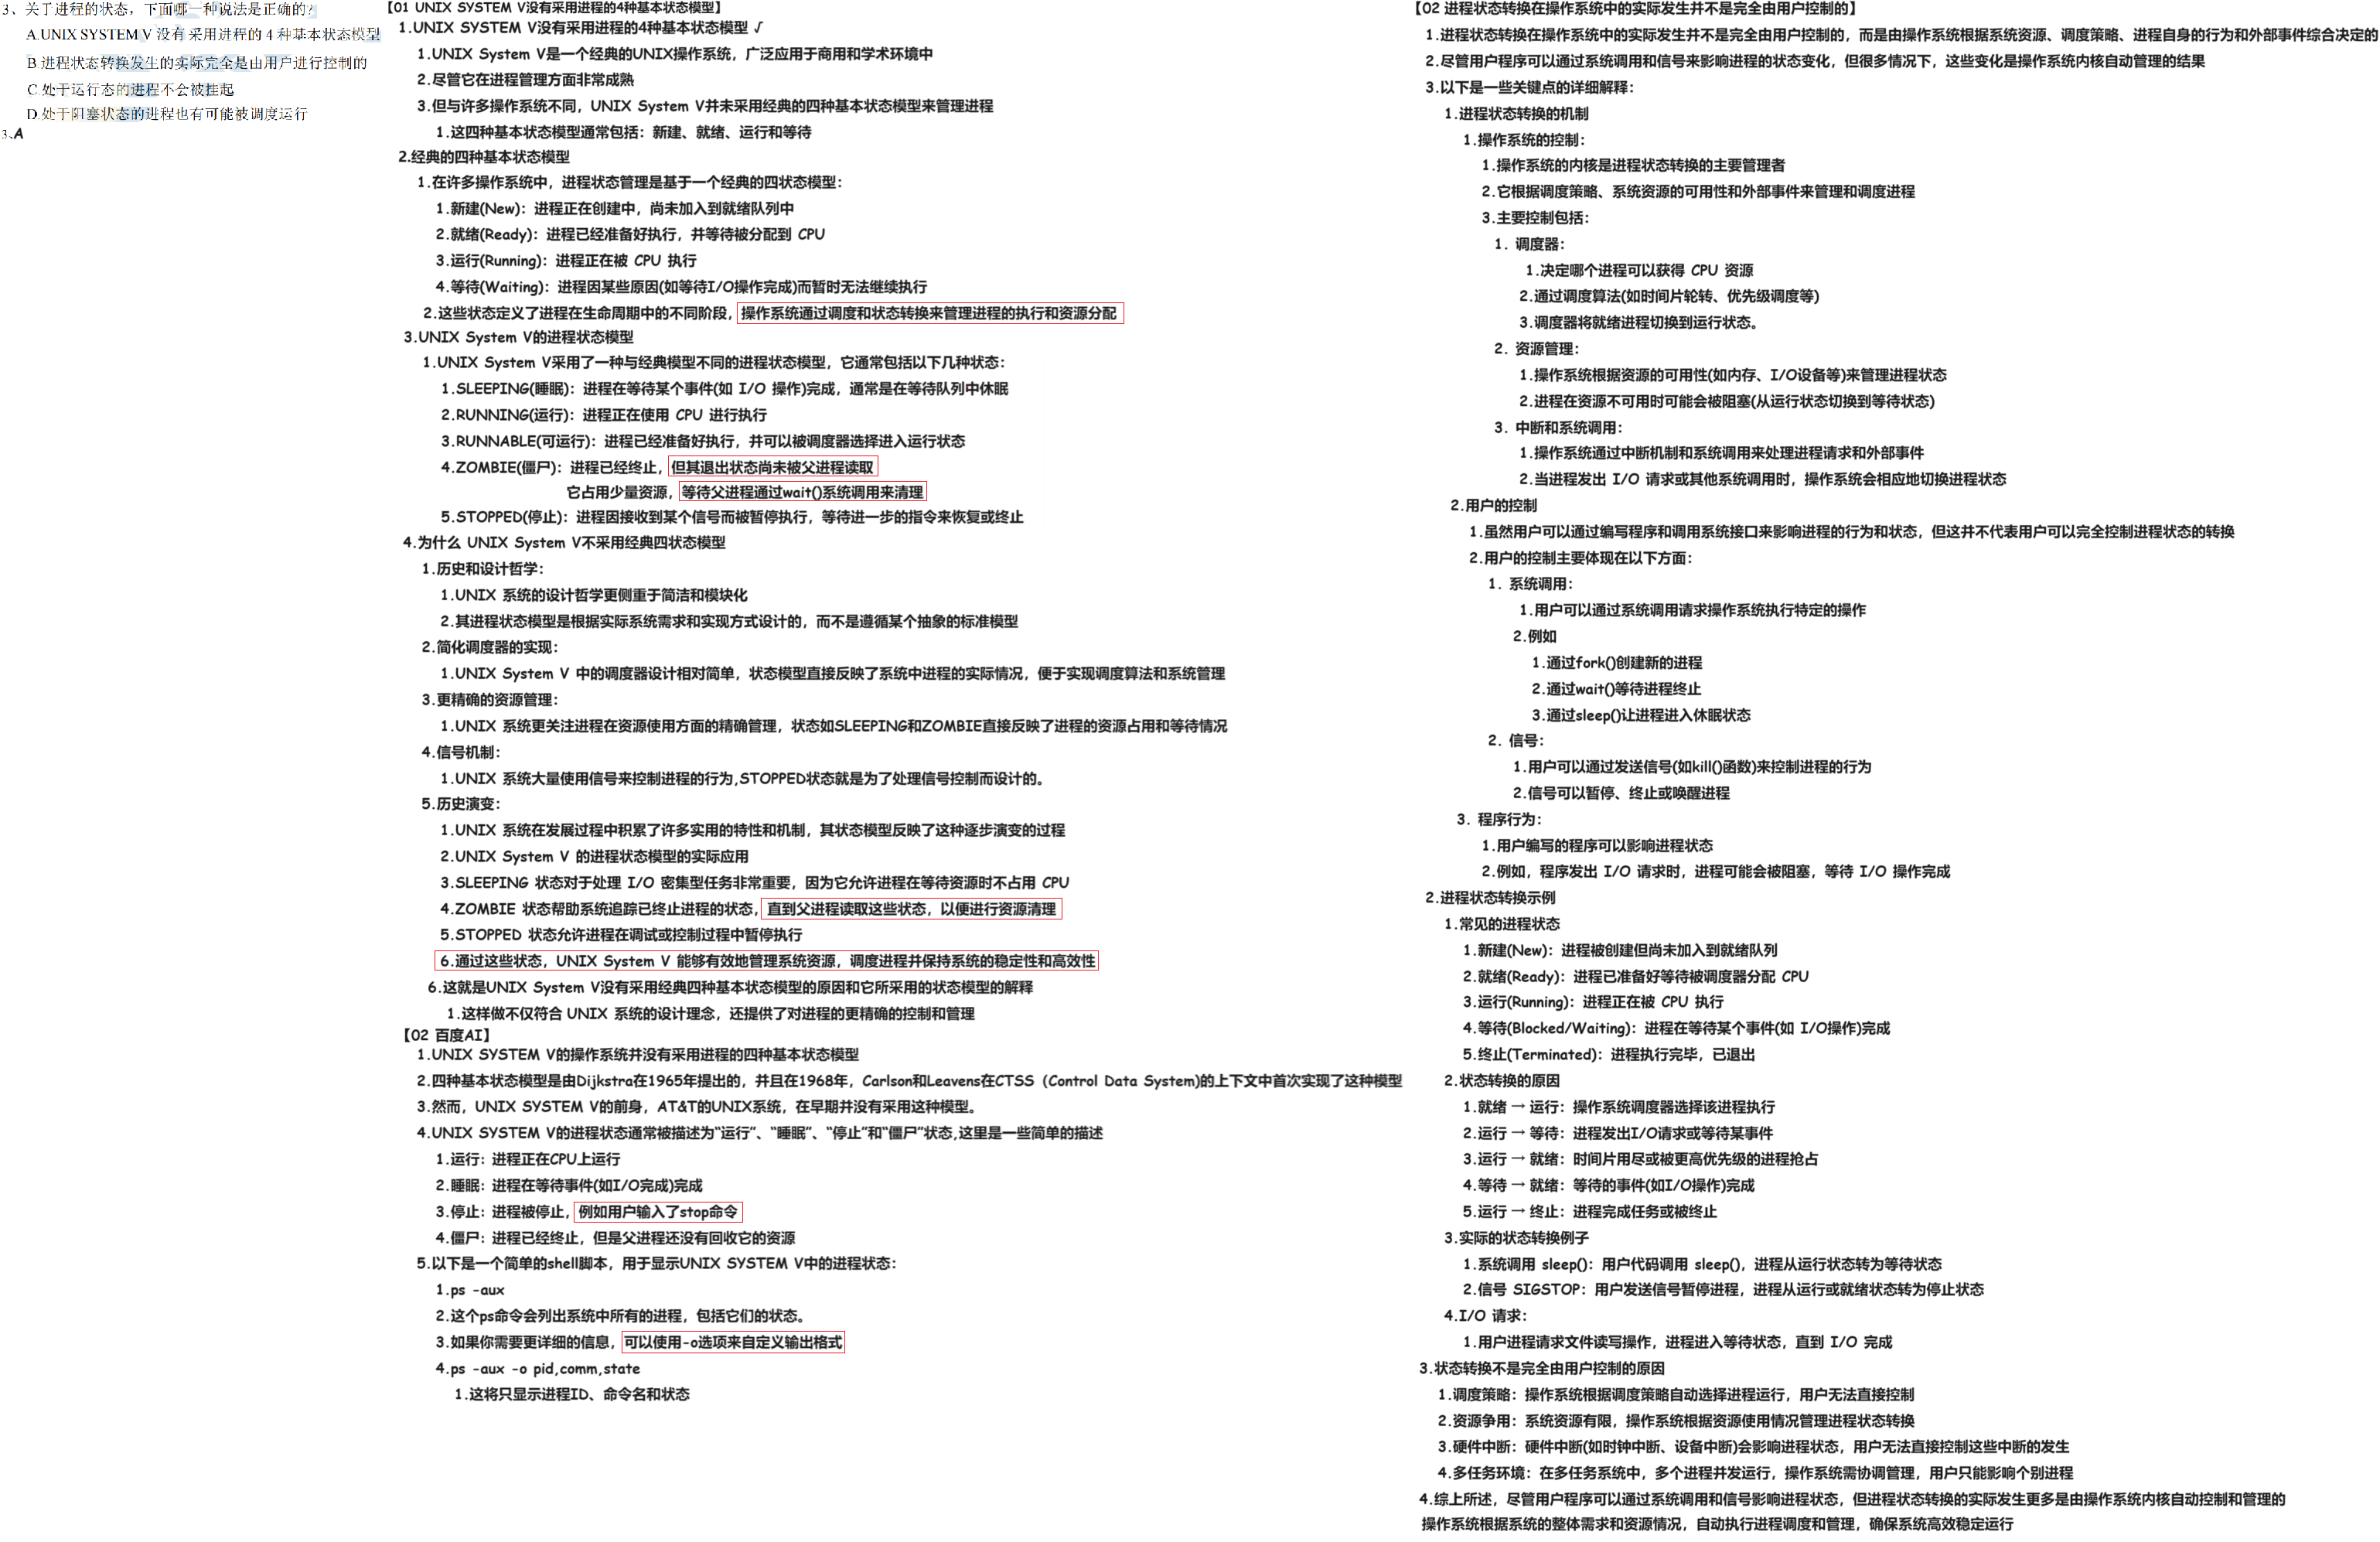 3、关于进程的状态，下面哪一种说法是正确的?
A.UNIX SYSTEM V 没有采用进程的 4 种基本状态模型
B 进程状态转换发生的实际完全是由用户进行控制的
C.处于运行态的进程不会被挂起
D.处于阻塞状态的进程也有可能被调度运行
3、A
【01 UNIX SYSTEM V没有采用进程的4种基本状态模型】
1.UNIX SYSTEM V没有采用进程的4种基本状态模型 √
1.UNIX System V是一个经典的UNIX操作系统，广泛应用于商用和学术环境中
2.尽管它在进程管理方面非常成熟
3.但与许多操作系统不同，UNIX System V并未采用经典的四种基本状态模型来管理进程
1.这四种基本状态模型通常包括：新建、就绪、运行和等待
2.经典的四种基本状态模型
1.在许多操作系统中，进程状态管理是基于一个经典的四状态模型：
1.新建(New)：进程正在创建中，尚未加入到就绪队列中
2.就绪(Ready)：进程已经准备好执行，并等待被分配到 CPU
3.运行(Running)：进程正在被 CPU 执行
4.等待(Waiting)：进程因某些原因(如等待I/O操作完成)而暂时无法继续执行
2.这些状态定义了进程在生命周期中的不同阶段，操作系统通过调度和状态转换来管理进程的执行和资源分配
3.UNIX System V的进程状态模型
1.UNIX System V采用了一种与经典模型不同的进程状态模型，它通常包括以下几种状态：
1.SLEEPING(睡眠)：进程在等待某个事件(如 I/O 操作)完成，通常是在等待队列中休眠
2.RUNNING(运行)：进程正在使用 CPU 进行执行
3.RUNNABLE(可运行)：进程已经准备好执行，并可以被调度器选择进入运行状态
4.ZOMBIE(僵尸)：进程已经终止，但其退出状态尚未被父进程读取
它占用少量资源，等待父进程通过wait()系统调用来清理
5.STOPPED(停止)：进程因接收到某个信号而被暂停执行，等待进一步的指令来恢复或终止
4.为什么 UNIX System V不采用经典四状态模型
1.历史和设计哲学：
1.UNIX 系统的设计哲学更侧重于简洁和模块化
2.其进程状态模型是根据实际系统需求和实现方式设计的，而不是遵循某个抽象的标准模型
2.简化调度器的实现：
1.UNIX System V 中的调度器设计相对简单，状态模型直接反映了系统中进程的实际情况，便于实现调度算法和系统管理
3.更精确的资源管理：
1.UNIX 系统更关注进程在资源使用方面的精确管理，状态如SLEEPING和ZOMBIE直接反映了进程的资源占用和等待情况
4.信号机制：
1.UNIX 系统大量使用信号来控制进程的行为,STOPPED状态就是为了处理信号控制而设计的。
5.历史演变：
1.UNIX 系统在发展过程中积累了许多实用的特性和机制，其状态模型反映了这种逐步演变的过程
2.UNIX System V 的进程状态模型的实际应用
3.SLEEPING 状态对于处理 I/O 密集型任务非常重要，因为它允许进程在等待资源时不占用 CPU
4.ZOMBIE 状态帮助系统追踪已终止进程的状态，直到父进程读取这些状态，以便进行资源清理
5.STOPPED 状态允许进程在调试或控制过程中暂停执行
6.通过这些状态，UNIX System V 能够有效地管理系统资源，调度进程并保持系统的稳定性和高效性
6.这就是UNIX System V没有采用经典四种基本状态模型的原因和它所采用的状态模型的解释
1.这样做不仅符合 UNIX 系统的设计理念，还提供了对进程的更精确的控制和管理
【02 百度AI】
1.UNIX SYSTEM V的操作系统并没有采用进程的四种基本状态模型
2.四种基本状态模型是由Dijkstra在1965年提出的，并且在1968年，Carlson和Leavens在CTSS（Control Data System)的上下文中首次实现了这种模型
3.然而，UNIX SYSTEM V的前身，AT&T的UNIX系统，在早期并没有采用这种模型。
4.UNIX SYSTEM V的进程状态通常被描述为“运行”、“睡眠”、“停止”和“僵尸”状态,这里是一些简单的描述
1.运行：进程正在CPU上运行
2.睡眠：进程在等待事件(如I/O完成)完成
3.停止：进程被停止，例如用户输入了stop命令
4.僵尸：进程已经终止，但是父进程还没有回收它的资源
5.以下是一个简单的shell脚本，用于显示UNIX SYSTEM V中的进程状态：
1.ps -aux
2.这个ps命令会列出系统中所有的进程，包括它们的状态。
3.如果你需要更详细的信息，可以使用-o选项来自定义输出格式
4.ps -aux -o pid,comm,state
1.这将只显示进程ID、命令名和状态
【02 进程状态转换在操作系统中的实际发生并不是完全由用户控制的】
1.进程状态转换在操作系统中的实际发生并不是完全由用户控制的，而是由操作系统根据系统资源、调度策略、进程自身的行为和外部事件综合决定的
2.尽管用户程序可以通过系统调用和信号来影响进程的状态变化，但很多情况下，这些变化是操作系统内核自动管理的结果
3.以下是一些关键点的详细解释：
1.进程状态转换的机制
1.操作系统的控制：
1.操作系统的内核是进程状态转换的主要管理者
2.它根据调度策略、系统资源的可用性和外部事件来管理和调度进程
3.主要控制包括：
1. 调度器：
1.决定哪个进程可以获得 CPU 资源
2.通过调度算法(如时间片轮转、优先级调度等)
3.调度器将就绪进程切换到运行状态。
2. 资源管理：
1.操作系统根据资源的可用性(如内存、I/O设备等)来管理进程状态
2.进程在资源不可用时可能会被阻塞(从运行状态切换到等待状态)
3. 中断和系统调用：
1.操作系统通过中断机制和系统调用来处理进程请求和外部事件
2.当进程发出 I/O 请求或其他系统调用时，操作系统会相应地切换进程状态
2.用户的控制
1.虽然用户可以通过编写程序和调用系统接口来影响进程的行为和状态，但这并不代表用户可以完全控制进程状态的转换
2.用户的控制主要体现在以下方面：
1. 系统调用：
1.用户可以通过系统调用请求操作系统执行特定的操作
2.例如
1.通过fork()创建新的进程
2.通过wait()等待进程终止
3.通过sleep()让进程进入休眠状态
2. 信号：
1.用户可以通过发送信号(如kill()函数)来控制进程的行为
2.信号可以暂停、终止或唤醒进程
3. 程序行为：
1.用户编写的程序可以影响进程状态
2.例如，程序发出 I/O 请求时，进程可能会被阻塞，等待 I/O 操作完成
2.进程状态转换示例
1.常见的进程状态
1.新建(New)：进程被创建但尚未加入到就绪队列
2.就绪(Ready)：进程已准备好等待被调度器分配 CPU
3.运行(Running)：进程正在被 CPU 执行
4.等待(Blocked/Waiting)：进程在等待某个事件(如 I/O操作)完成
5.终止(Terminated)：进程执行完毕，已退出
2.状态转换的原因
1.就绪 → 运行：操作系统调度器选择该进程执行
2.运行 → 等待：进程发出I/O请求或等待某事件
3.运行 → 就绪：时间片用尽或被更高优先级的进程抢占
4.等待 → 就绪：等待的事件(如I/O操作)完成
5.运行 → 终止：进程完成任务或被终止
3.实际的状态转换例子
1.系统调用 sleep()：用户代码调用 sleep()，进程从运行状态转为等待状态
2.信号 SIGSTOP：用户发送信号暂停进程，进程从运行或就绪状态转为停止状态
4.I/O 请求：
1.用户进程请求文件读写操作，进程进入等待状态，直到 I/O 完成
3.状态转换不是完全由用户控制的原因
1.调度策略：操作系统根据调度策略自动选择进程运行，用户无法直接控制
2.资源争用：系统资源有限，操作系统根据资源使用情况管理进程状态转换
3.硬件中断：硬件中断(如时钟中断、设备中断)会影响进程状态，用户无法直接控制这些中断的发生
4.多任务环境：在多任务系统中，多个进程并发运行，操作系统需协调管理，用户只能影响个别进程
4.综上所述，尽管用户程序可以通过系统调用和信号影响进程状态，但进程状态转换的实际发生更多是由操作系统内核自动控制和管理的
操作系统根据系统的整体需求和资源情况，自动执行进程调度和管理，确保系统高效稳定运行